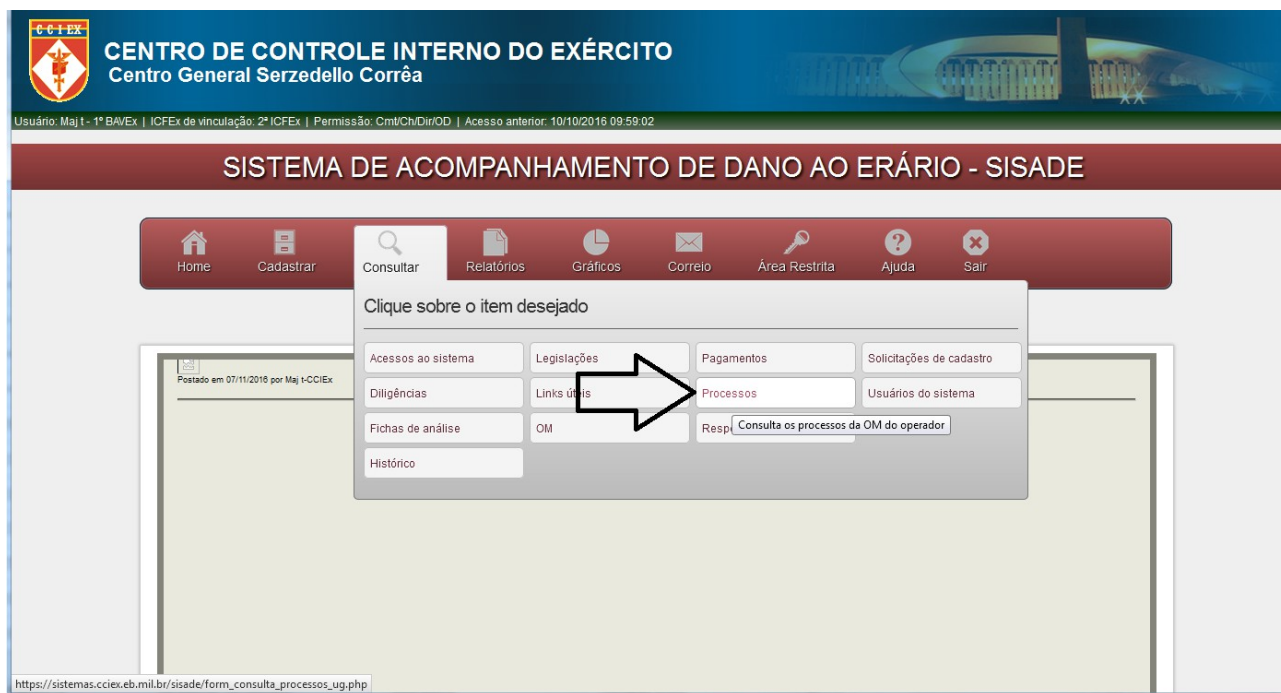 CCIEX
CENTRO DE CONTROLE INTERNO DO EXÉRCITO
Centro General Serzedello Corrêa
Usuário: Maj t - 1º BAVEx | ICFEx de vinculação: 2ª ICFEx | Permissão: Cmt/Ch/Dir/OD | Acesso anterior: 10/10/2016 09:59:02
SISTEMA DE ACOMPANHAMENTO DE DANO AO ERÁRIO - SISADE
Home Cadastrar Consultar Relatórios Gráficos Correio Área Restrita Ajuda Sair
Clique sobre o item desejado
Acessos ao sistema Legislações Pagamentos Solicitações de cadastro
Postado em 07/11/2016 por Maj t-CCIEx
Diligências Links úteis Processos Usuários do sistema
Consulta os processos da OM do operador
Fichas de análise OM
Histórico
https://sistemas.cciex.eb.mil.br/sisade/form_consulta_processos_ug.php